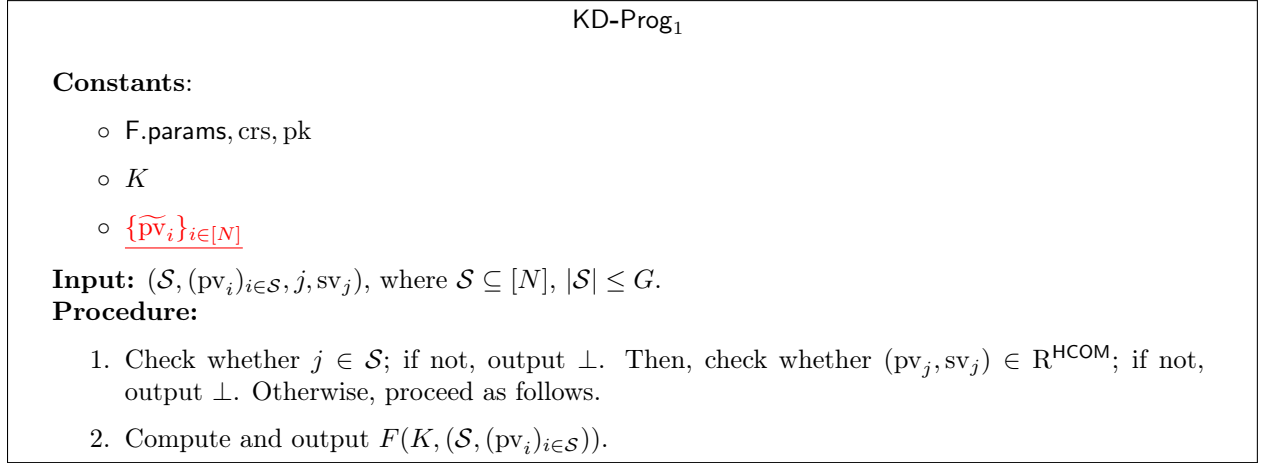 KD-Prog₁
Constants:
∘ F.params, crs, pk
∘ K
∘ {p̃v_i}_{i∈[N]}
Input: (𝒮, (pv_i)_{i∈𝒮}, j, sv_j), where 𝒮 ⊆ [N], |𝒮| ≤ G.
Procedure:
1. Check whether j ∈ 𝒮; if not, output ⊥. Then, check whether (pv_j, sv_j) ∈ R^{HCOM}; if not,
output ⊥. Otherwise, proceed as follows.
2. Compute and output F(K, (𝒮, (pv_i)_{i∈𝒮})).